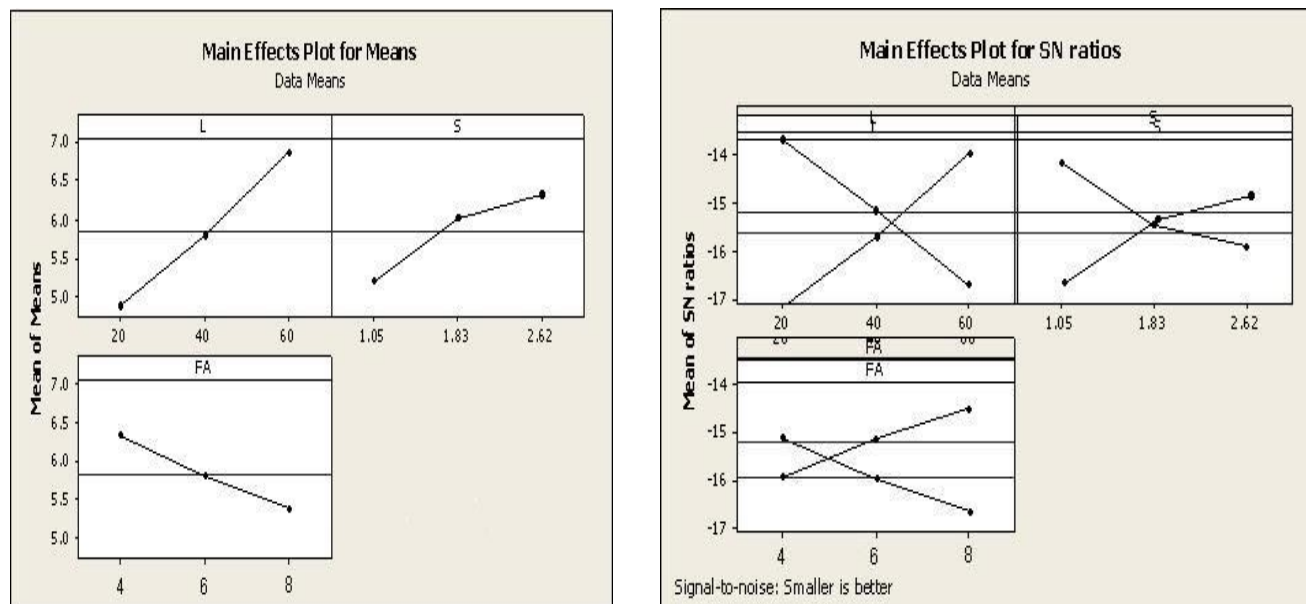 Main Effects Plot for Means
Data Means
Mean of Means
L S
7.0
6.5
6.0
5.5
5.0
20 40 60 1.05 1.83 2.62
FA
7.0
6.5
6.0
5.5
5.0
4 6 8
Main Effects Plot for SN ratios
Data Means
Mean of SN ratios
L S
-14
-15
-16
-17
20 40 60 1.05 1.83 2.62
FA
FA
-14
-15
-16
-17
4 6 8
Signal-to-noise: Smaller is better